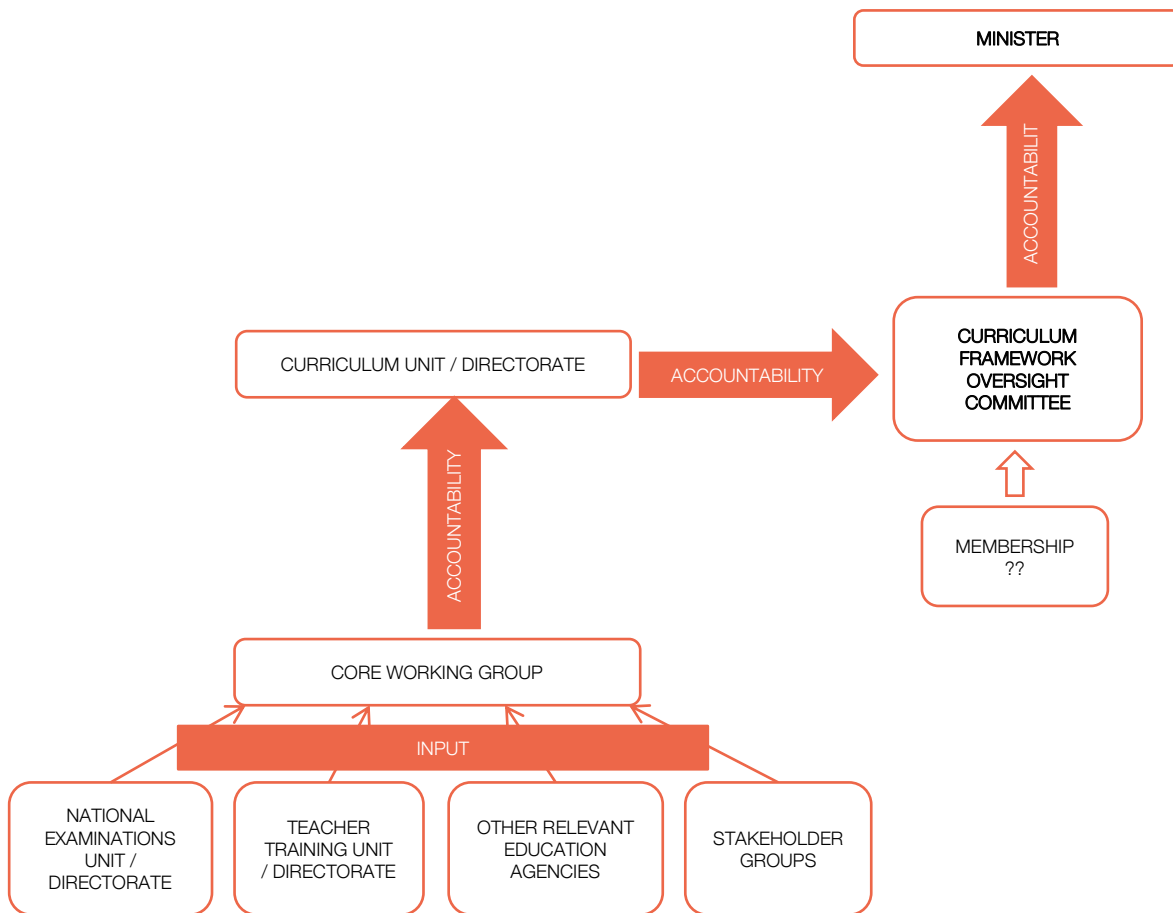 MINISTER
ACCOUNTABILIT
CURRICULUM
FRAMEWORK
OVERSIGHT
COMMITTEE
CURRICULUM UNIT / DIRECTORATE
ACCOUNTABILITY
ACCOUNTABILITY
MEMBERSHIP
??
CORE WORKING GROUP
INPUT
NATIONAL
EXAMINATIONS
UNIT /
DIRECTORATE
TEACHER
TRAINING UNIT
/ DIRECTORATE
OTHER RELEVANT
EDUCATION
AGENCIES
STAKEHOLDER
GROUPS